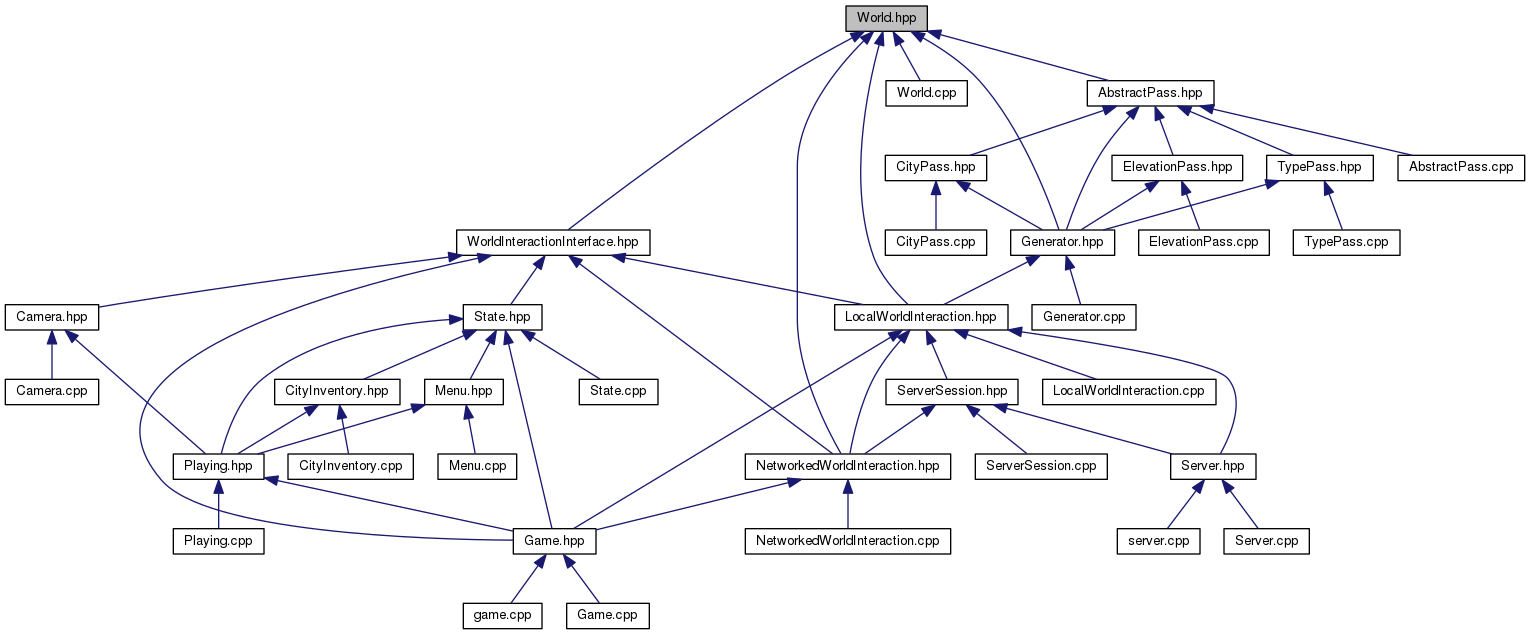 World.hpp
World.cpp
AbstractPass.hpp
CityPass.hpp
ElevationPass.hpp
TypePass.hpp
AbstractPass.cpp
WorldInteractionInterface.hpp
CityPass.cpp
Generator.hpp
ElevationPass.cpp
TypePass.cpp
Camera.hpp
State.hpp
LocalWorldInteraction.hpp
Generator.cpp
Camera.cpp
CityInventory.hpp
Menu.hpp
State.cpp
ServerSession.hpp
LocalWorldInteraction.cpp
Playing.hpp
CityInventory.cpp
Menu.cpp
NetworkedWorldInteraction.hpp
ServerSession.cpp
Server.hpp
Playing.cpp
Game.hpp
NetworkedWorldInteraction.cpp
server.cpp
Server.cpp
game.cpp
Game.cpp